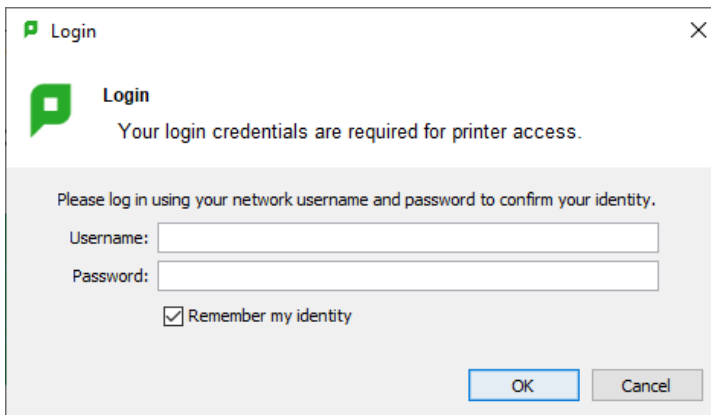 Login
Login
Your login credentials are required for printer access.
Please log in using your network username and password to confirm your identity.
Username:
Password:
Remember my identity
OK Cancel